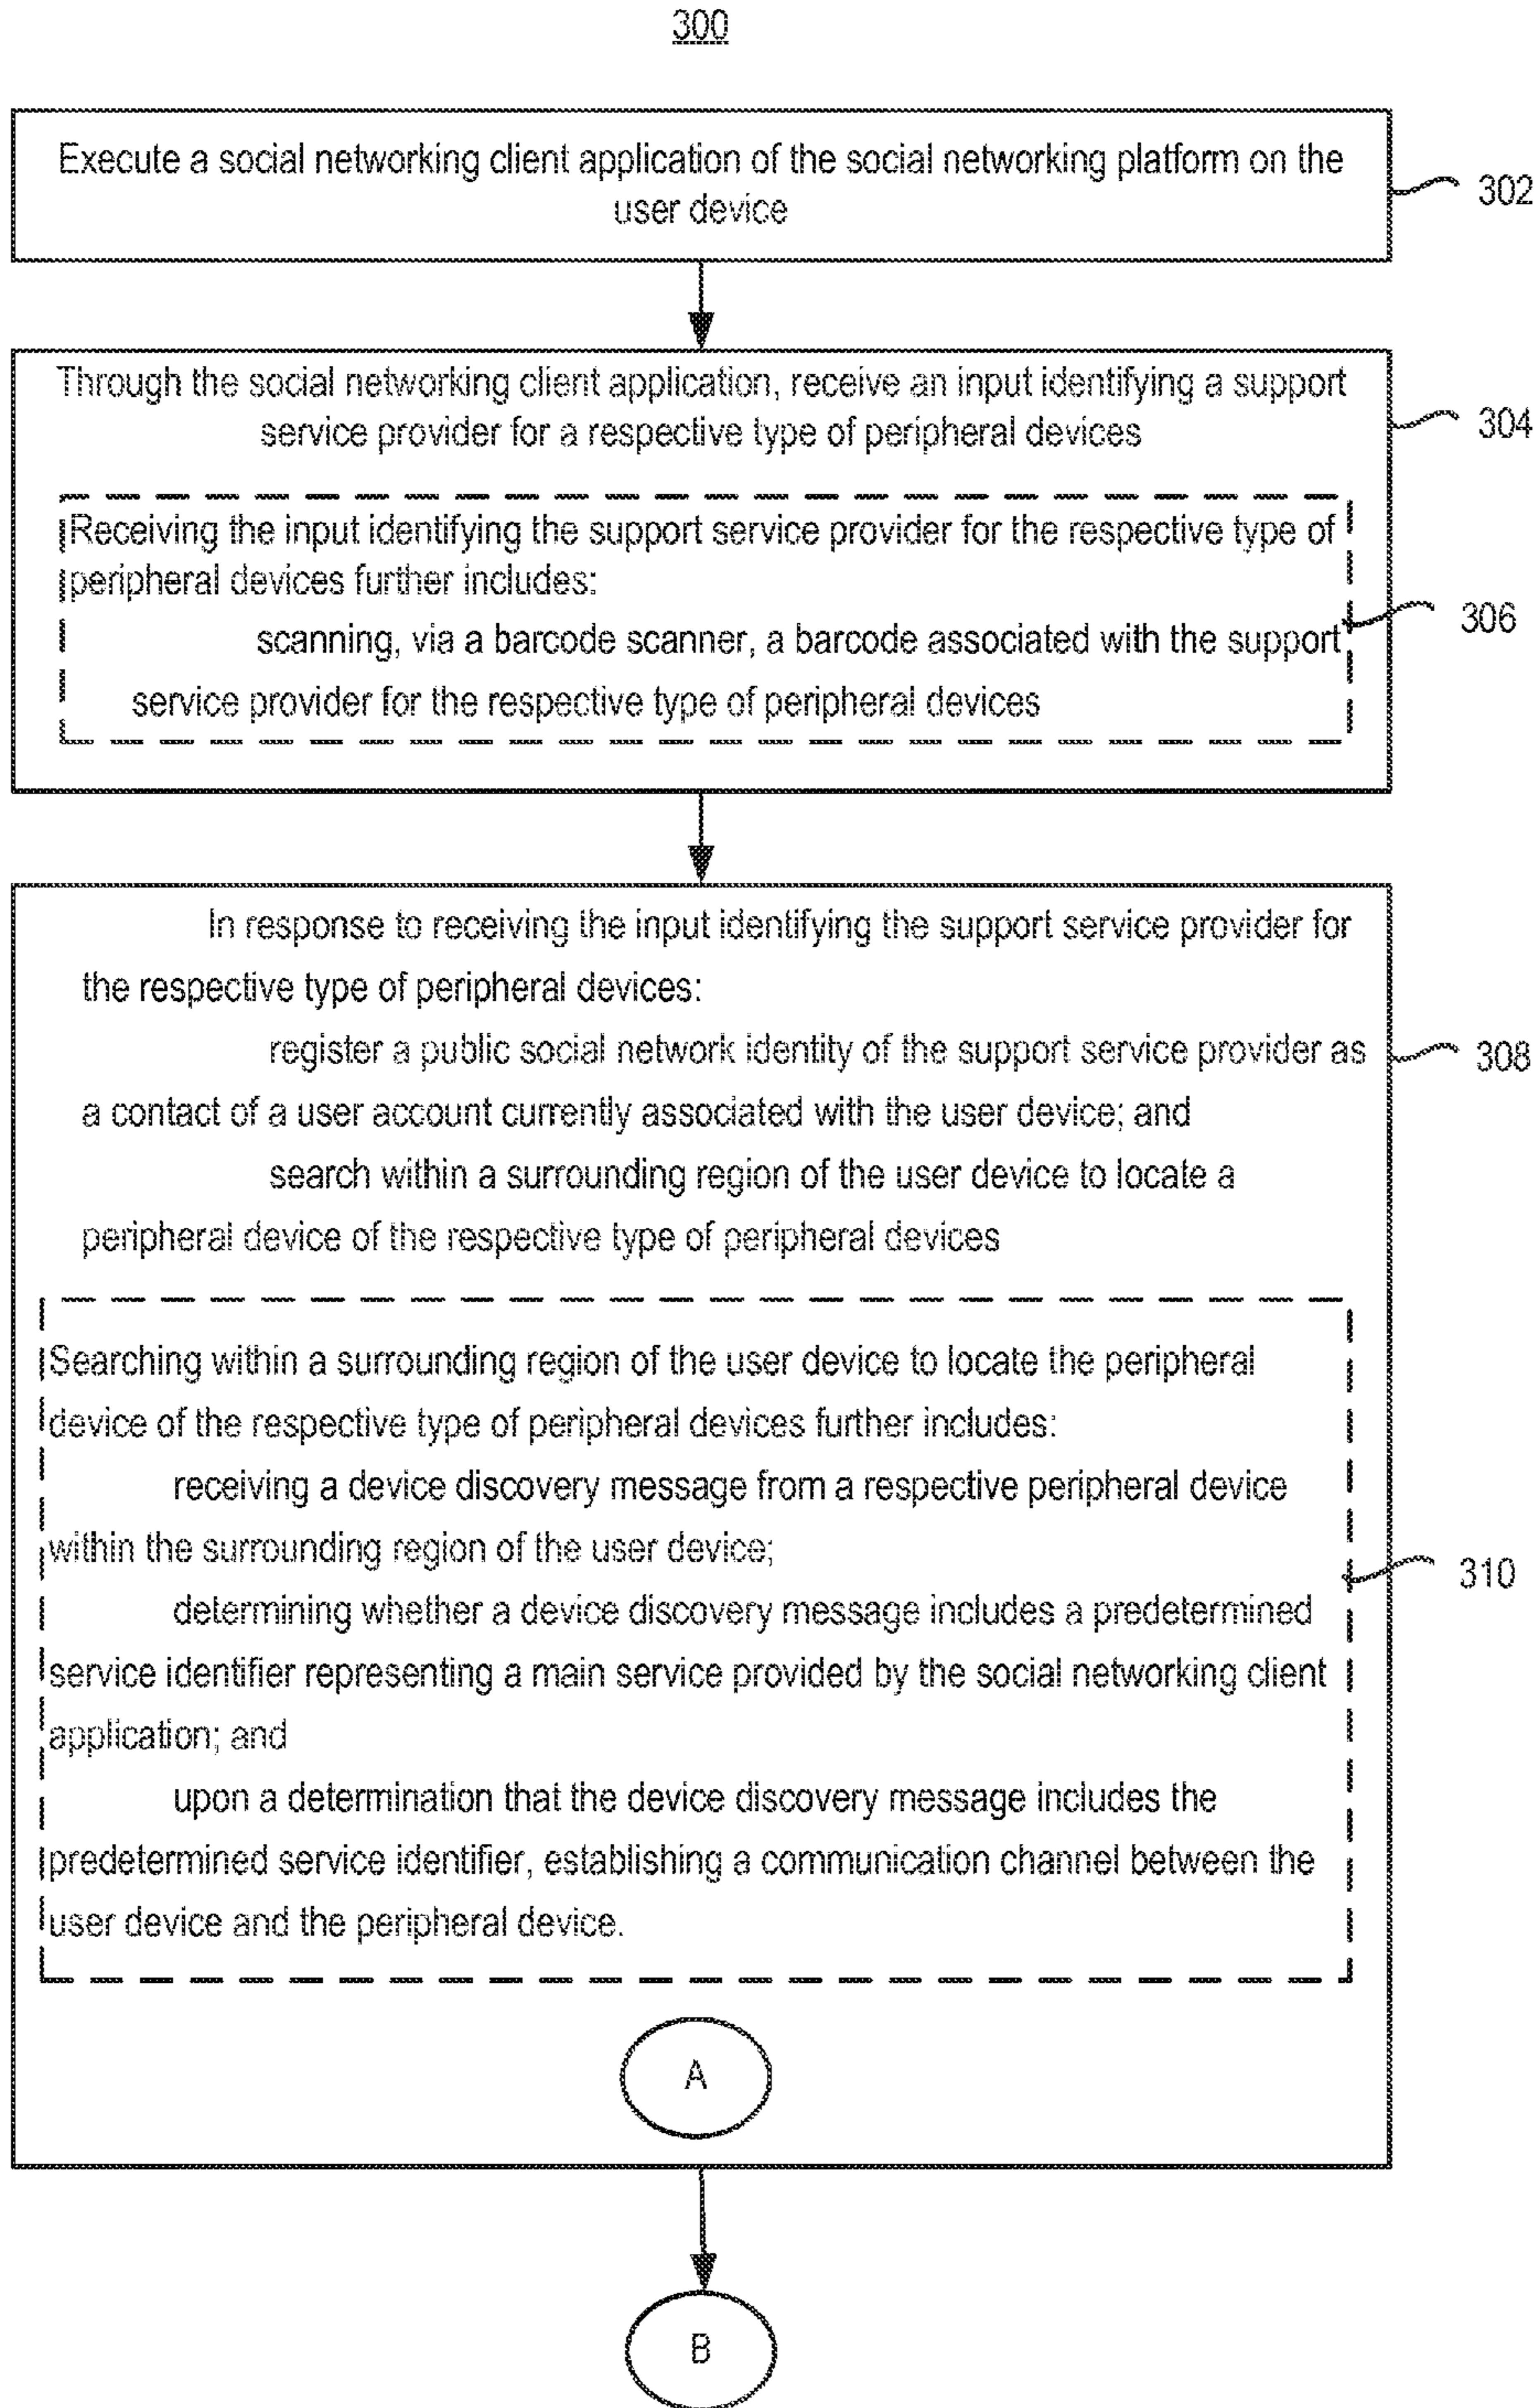 300
Execute a social networking client application of the social networking platform on the
user device
302
Through the social networking client application, receive an input identifying a support
service provider for a respective type of peripheral devices
304
Receiving the input identifying the support service provider for the respective type of
peripheral devices further includes:
scanning, via a barcode scanner, a barcode associated with the support
service provider for the respective type of peripheral devices
306
In response to receiving the input identifying the support service provider for
the respective type of peripheral devices:
register a public social network identity of the support service provider as
a contact of a user account currently associated with the user device; and
search within a surrounding region of the user device to locate a
peripheral device of the respective type of peripheral devices
308
Searching within a surrounding region of the user device to locate the peripheral
device of the respective type of peripheral devices further includes:
receiving a device discovery message from a respective peripheral device
within the surrounding region of the user device;
determining whether a device discovery message includes a predetermined
service identifier representing a main service provided by the social networking client
application; and
upon a determination that the device discovery message includes the
predetermined service identifier, establishing a communication channel between the
user device and the peripheral device.
310
A
B